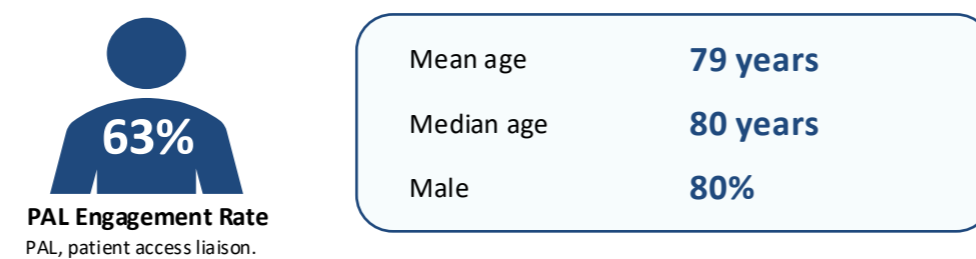 63%
PAL Engagement Rate
PAL, patient access liaison.
Mean age 79 years
Median age 80 years
Male 80%